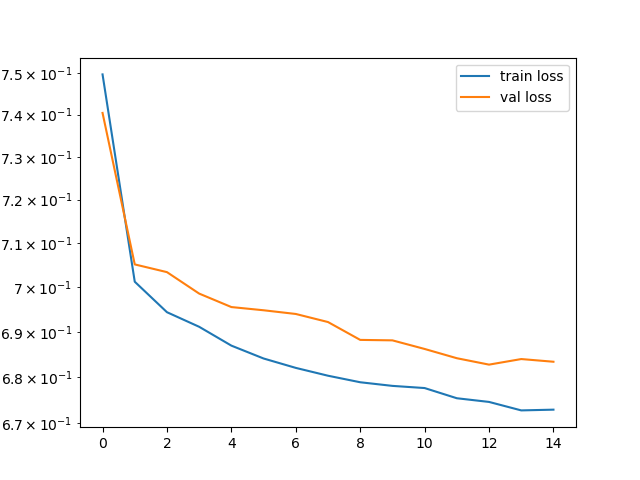 7.5 × 10⁻¹
7.4 × 10⁻¹
7.3 × 10⁻¹
7.2 × 10⁻¹
7.1 × 10⁻¹
7 × 10⁻¹
6.9 × 10⁻¹
6.8 × 10⁻¹
6.7 × 10⁻¹
train loss
val loss
0 2 4 6 8 10 12 14